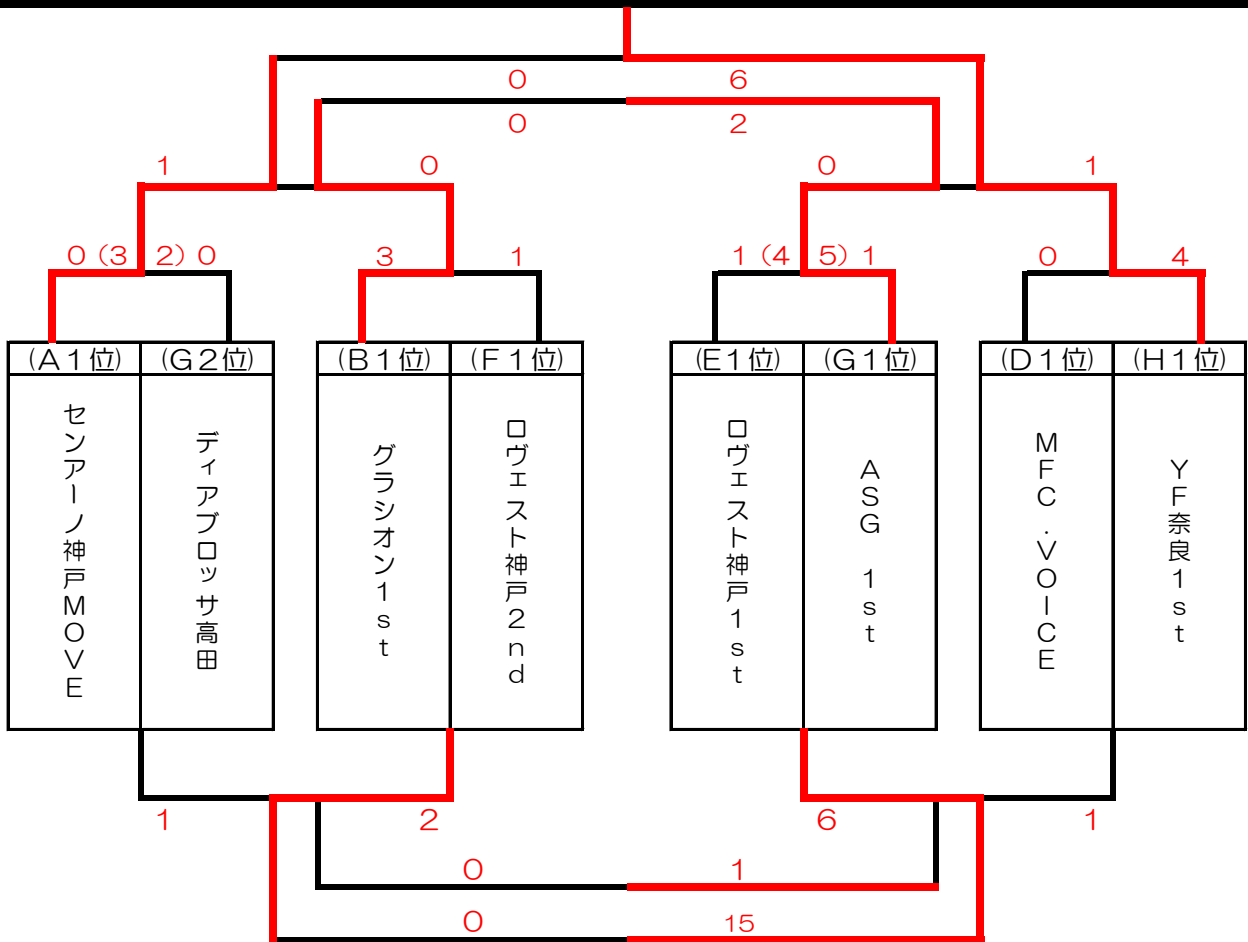 0 6
0 2
1 0 0 1
0（3 2）0 3 1 1（4 5）1 0 4
(A1位) (G2位) (B1位) (F1位) (E1位) (G1位) (D1位) (H1位)
センアーノ神戸MOVE
ディアブロッサ高田
グラシオン1st
ロヴェスト神戸2nd
ロヴェスト神戸1st
ASG 1st
MFC.VOICE
YF奈良1st
1 2 6 1
0 1
0 15